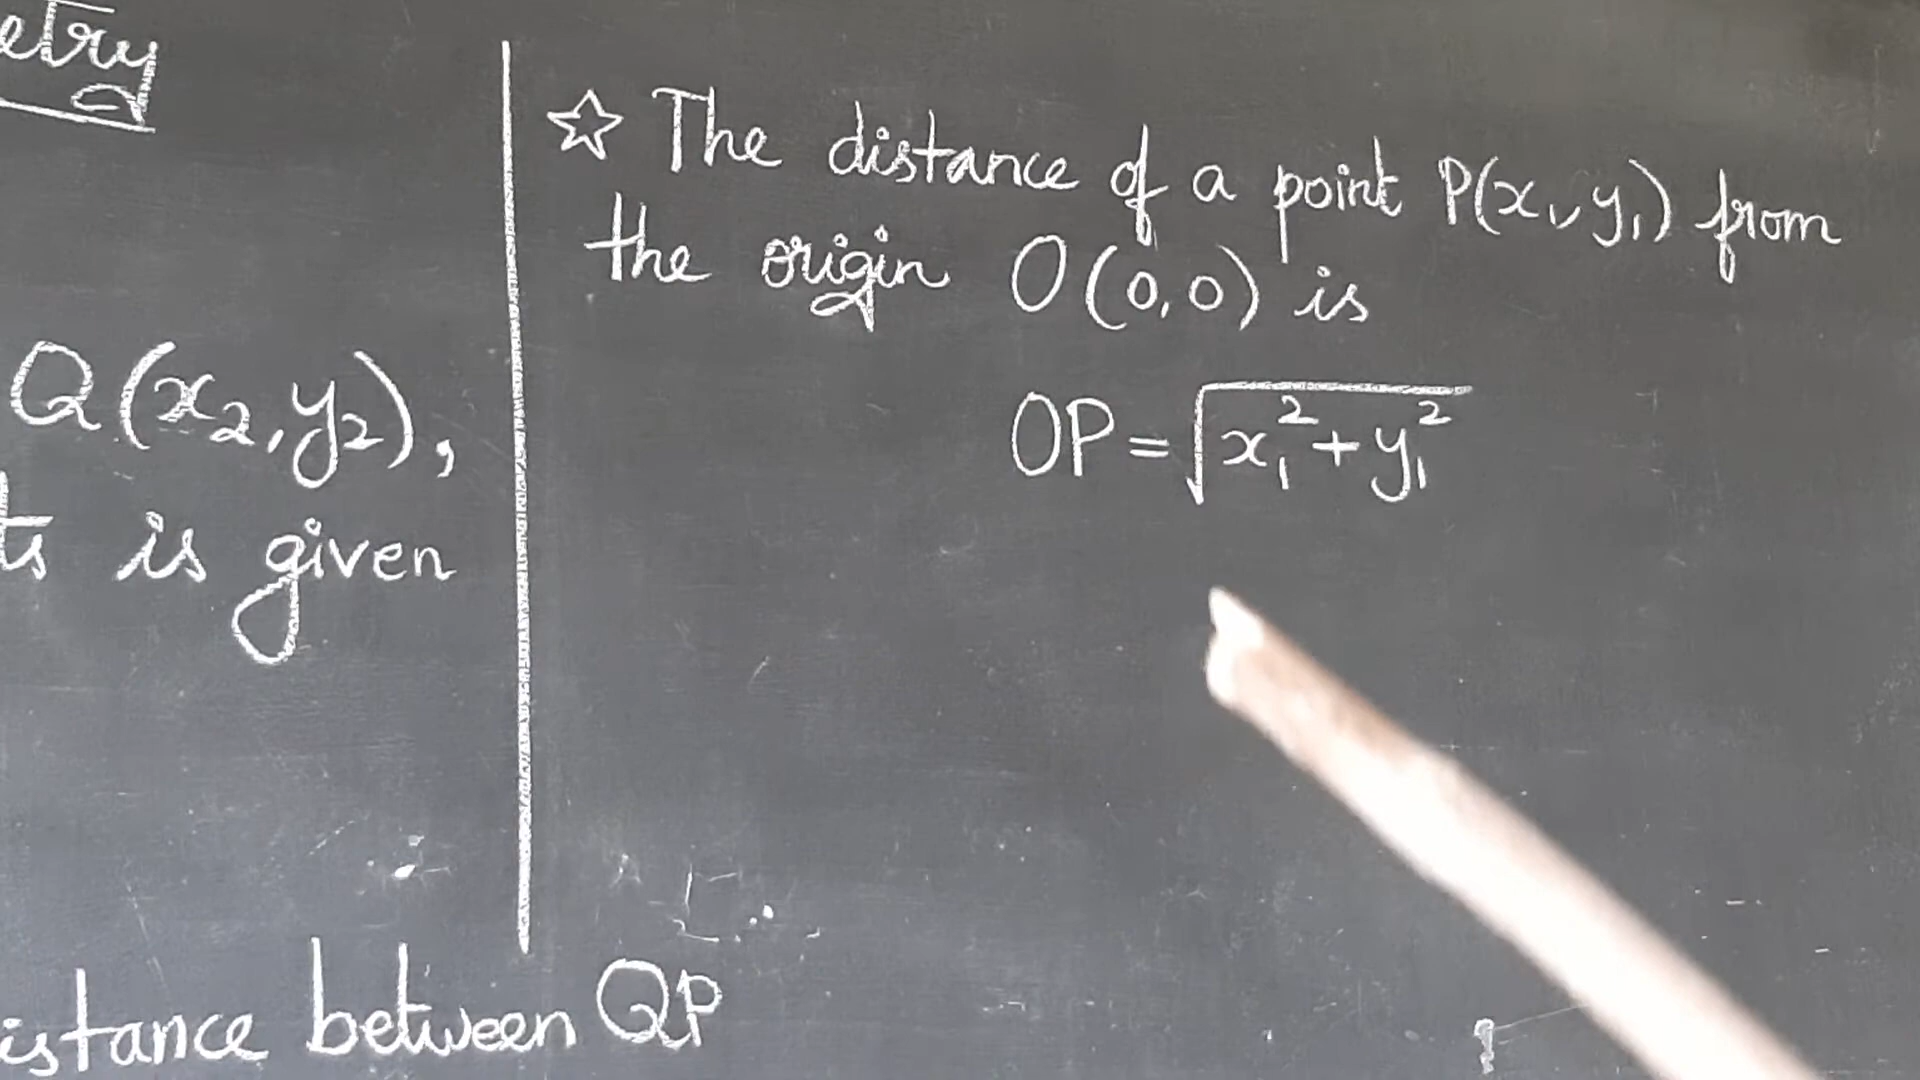 etry
Q(x₂,y₂),
ts is given
istance between QP
☆ The distance of a point P(x₁,y₁) from
the origin O(0,0) is
OP=√x₁²+y₁²